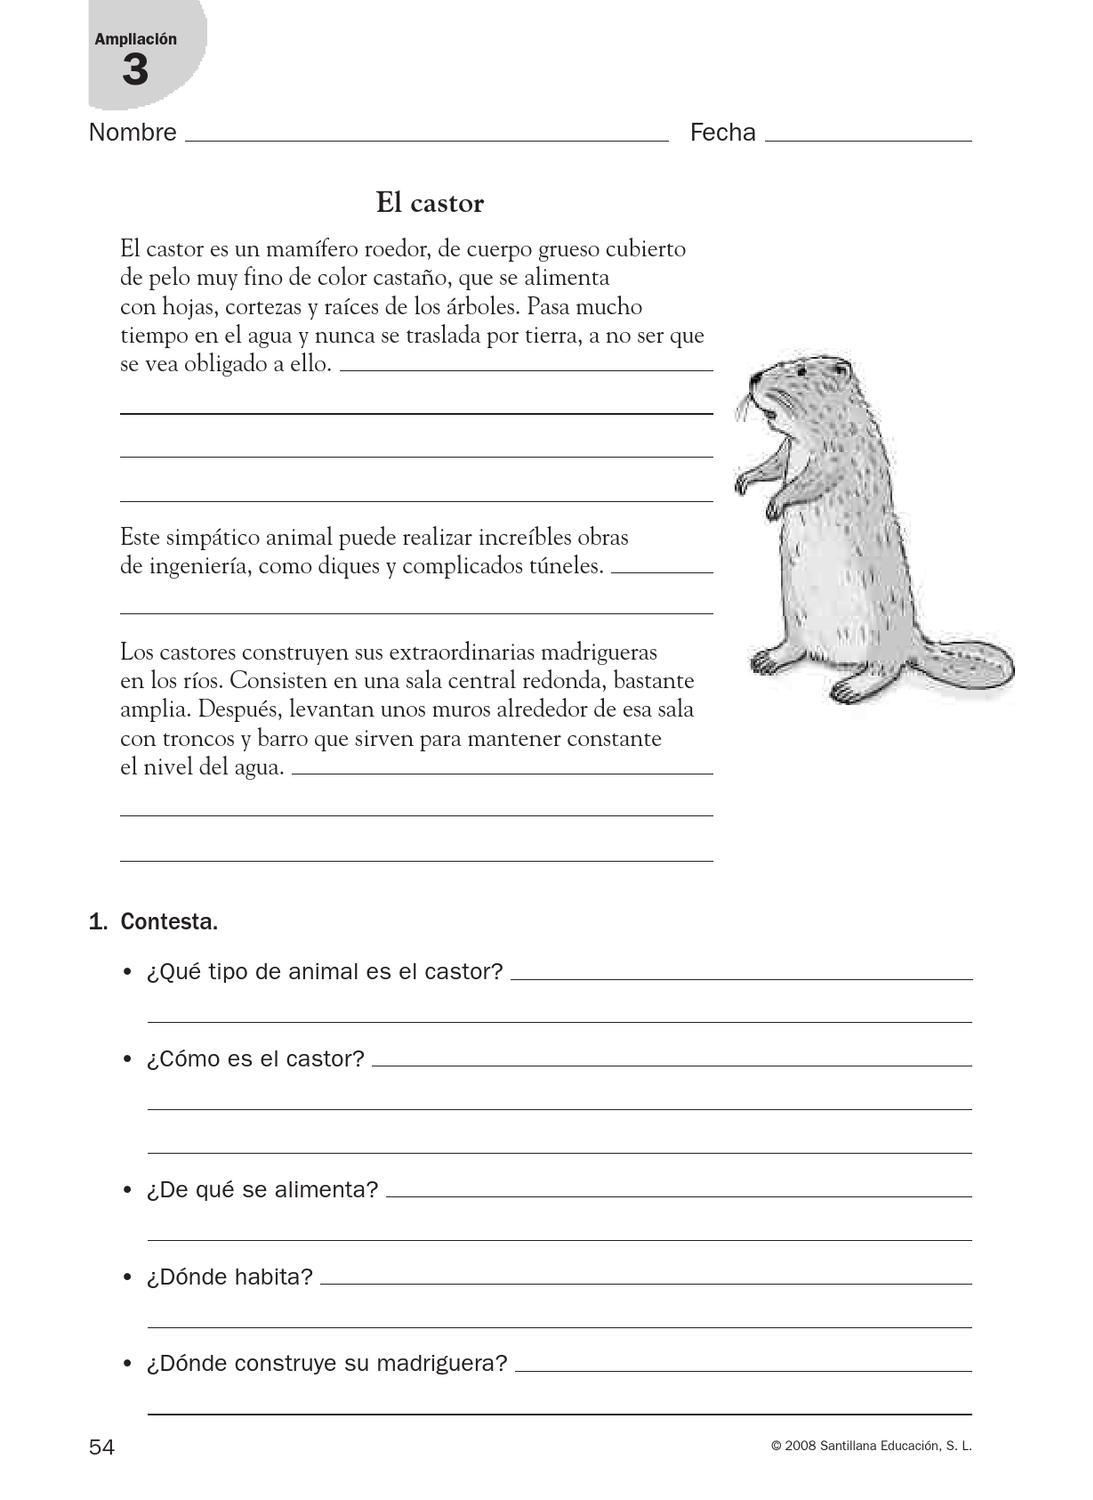 Ampliación
3
Nombre Fecha
El castor
El castor es un mamífero roedor, de cuerpo grueso cubierto
de pelo muy fino de color castaño, que se alimenta
con hojas, cortezas y raíces de los árboles. Pasa mucho
tiempo en el agua y nunca se traslada por tierra, a no ser que
se vea obligado a ello.
Este simpático animal puede realizar increíbles obras
de ingeniería, como diques y complicados túneles.
Los castores construyen sus extraordinarias madrigueras
en los ríos. Consisten en una sala central redonda, bastante
amplia. Después, levantan unos muros alrededor de esa sala
con troncos y barro que sirven para mantener constante
el nivel del agua.
1. Contesta.
• ¿Qué tipo de animal es el castor?
• ¿Cómo es el castor?
• ¿De qué se alimenta?
• ¿Dónde habita?
• ¿Dónde construye su madriguera?
54 © 2008 Santillana Educación, S. L.